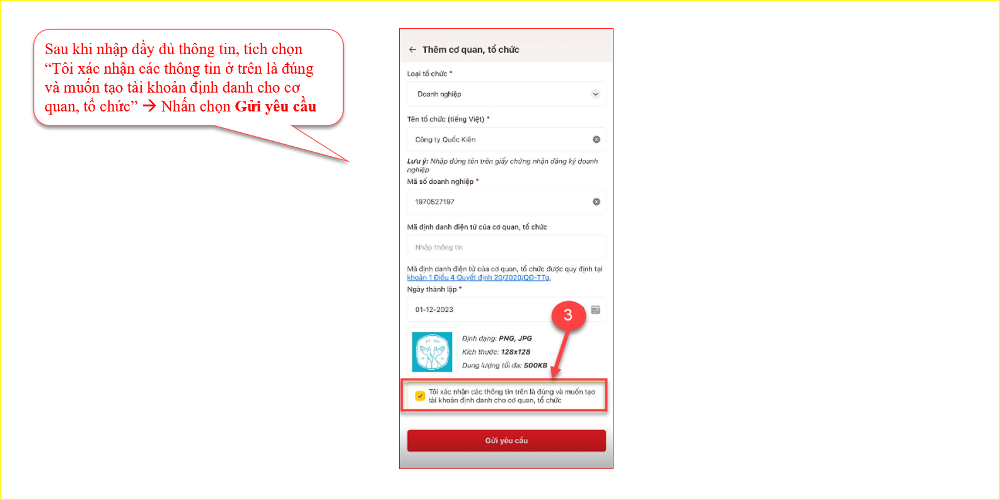 Sau khi nhập đầy đủ thông tin, tích chọn
“Tôi xác nhận các thông tin ở trên là đúng
và muốn tạo tài khoản định danh cho cơ
quan, tổ chức” → Nhấn chọn Gửi yêu cầu
← Thêm cơ quan, tổ chức
Loại tổ chức *
Doanh nghiệp
Tên tổ chức (tiếng Việt) *
Công ty Quốc Kiên
Lưu ý: Nhập đúng tên trên giấy chứng nhận đăng ký doanh
nghiệp
Mã số doanh nghiệp *
1970527197
Mã định danh điện tử của cơ quan, tổ chức
Nhập thông tin
Mã định danh điện tử của cơ quan, tổ chức được quy định tại
khoản 1 Điều 4 Quyết định 20/2020/QĐ-TTg.
Ngày thành lập *
01-12-2023
3
Định dạng: PNG, JPG
Kích thước: 128x128
Dung lượng tối đa: 500KB
Tôi xác nhận các thông tin trên là đúng và muốn tạo
tài khoản định danh cho cơ quan, tổ chức
Gửi yêu cầu